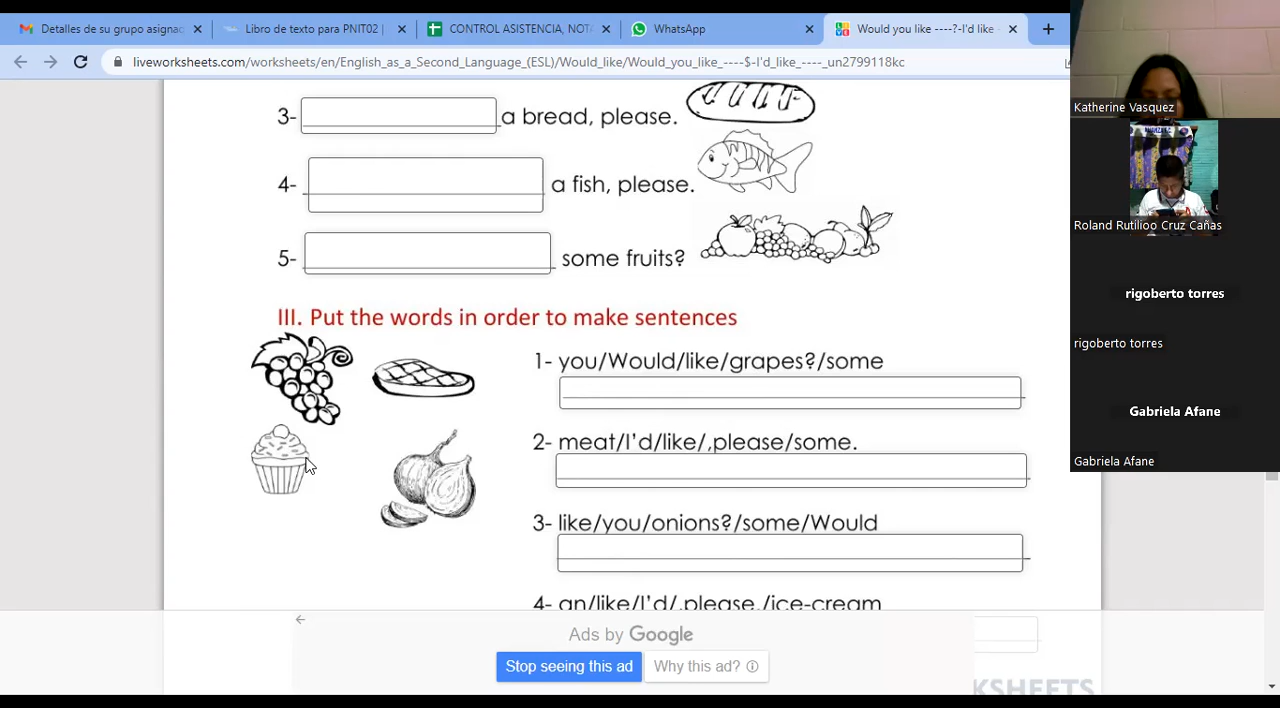 Detalles de su grupo asignac
Libro de texto para PNIT02 |
CONTROL ASISTENCIA, NOTA
WhatsApp
Would you like ----?-I'd like
liveworksheets.com/worksheets/en/English_as_a_Second_Language_(ESL)/Would_like/Would_you_like_----$-I'd_like_----_un2799118kc
3- a bread, please.
4- a fish, please.
5- some fruits?
III. Put the words in order to make sentences
1- you/Would/like/grapes?/some
2- meat/I'd/like/,please/some.
3- like/you/onions?/some/Would
4- an/like/I'd/,please./ice-cream
Ads by Google
Stop seeing this ad
Why this ad?
KSHEETS
Katherine Vasquez
Roland Rutilioo Cruz Cañas
rigoberto torres
rigoberto torres
Gabriela Afane
Gabriela Afane